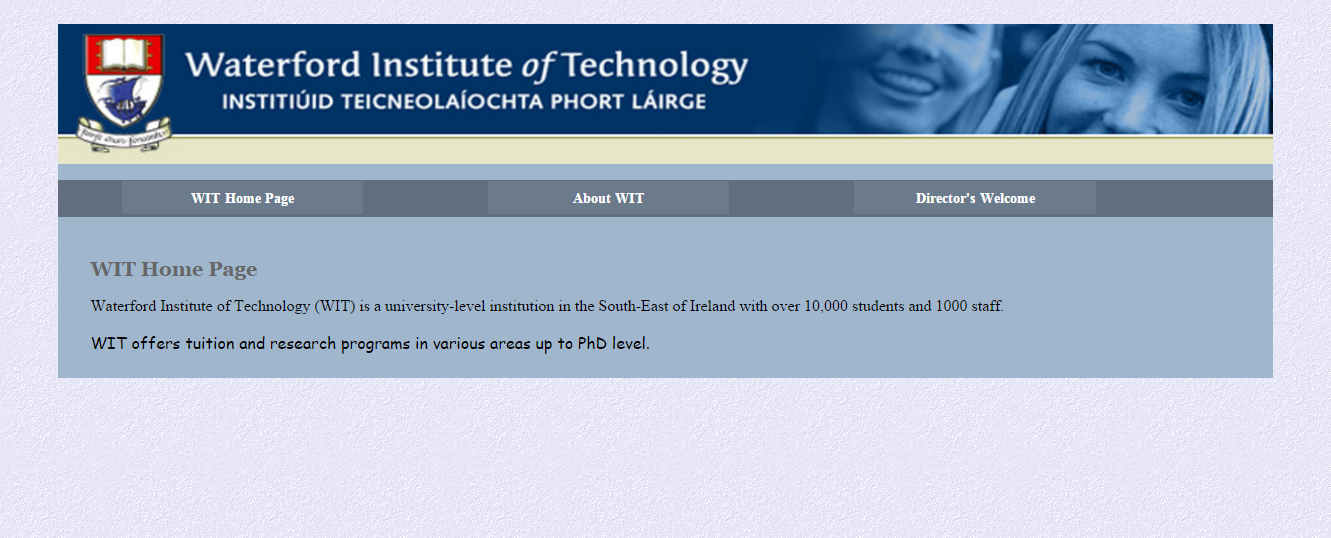 Waterford Institute of Technology
INSTITIÚID TEICNEOLAÍOCHTA PHORT LÁIRGE
WIT Home Page
About WIT
Director's Welcome
WIT Home Page
Waterford Institute of Technology (WIT) is a university-level institution in the South-East of Ireland with over 10,000 students and 1000 staff.
WIT offers tuition and research programs in various areas up to PhD level.